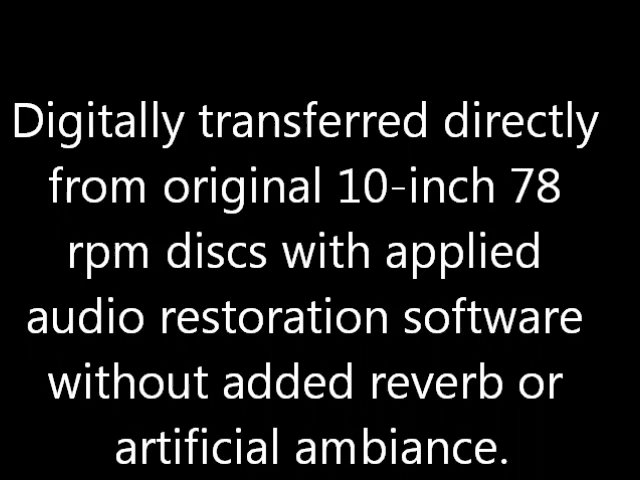 Digitally transferred directly
from original 10-inch 78
rpm discs with applied
audio restoration software
without added reverb or
artificial ambiance.